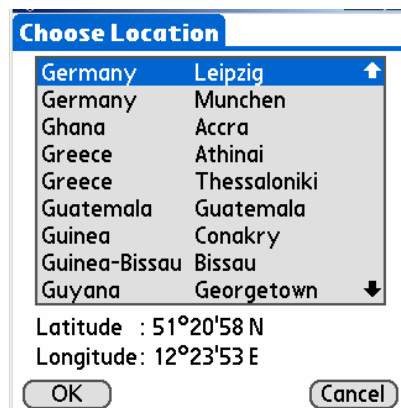 Choose Location
Germany Leipzig
Germany Munchen
Ghana Accra
Greece Athinai
Greece Thessaloniki
Guatemala Guatemala
Guinea Conakry
Guinea-Bissau Bissau
Guyana Georgetown
Latitude : 51°20'58 N
Longitude: 12°23'53 E
OK Cancel